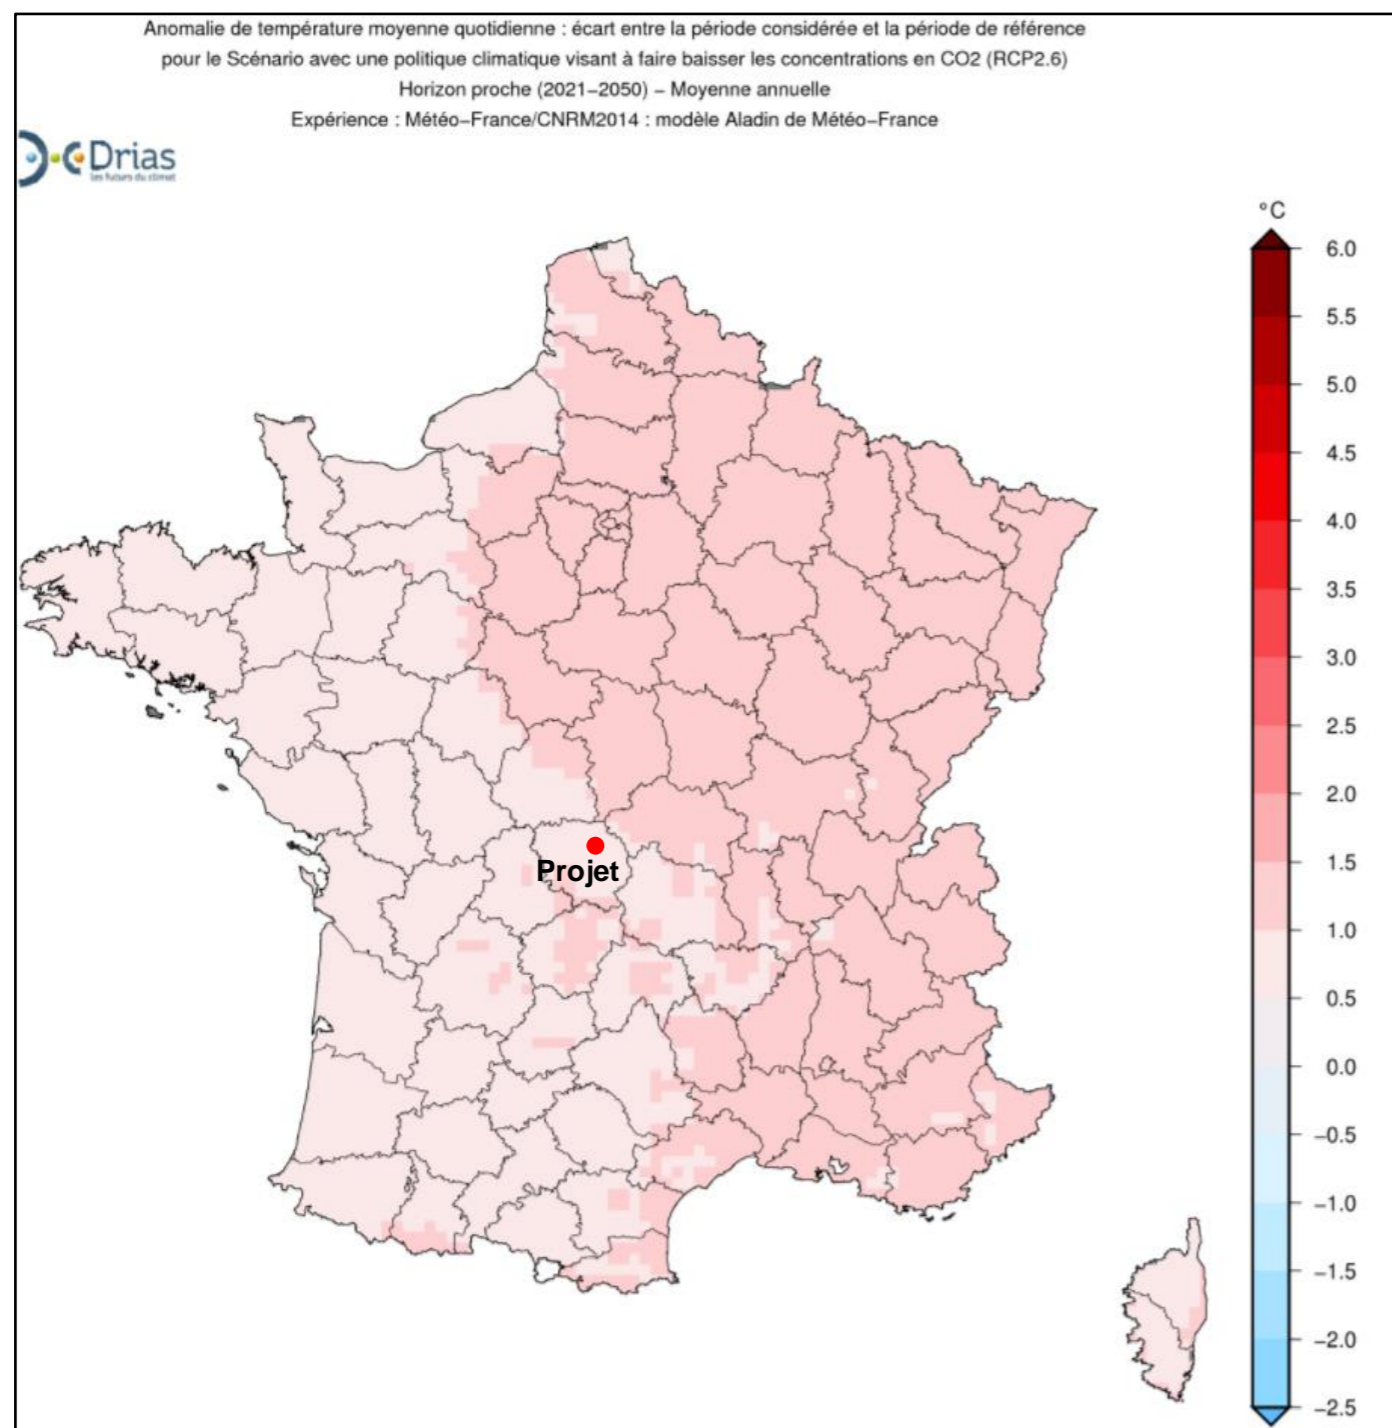 Anomalie de température moyenne quotidienne : écart entre la période considérée et la période de référence
pour le Scénario avec une politique climatique visant à faire baisser les concentrations en CO2 (RCP2.6)
Horizon proche (2021–2050) – Moyenne annuelle
Expérience : Météo–France/CNRM2014 : modèle Aladin de Météo–France
Drias
les futurs du climat
°C
6.0
5.5
5.0
4.5
4.0
3.5
3.0
2.5
2.0
1.5
1.0
0.5
0.0
–0.5
–1.0
–1.5
–2.0
–2.5
Projet